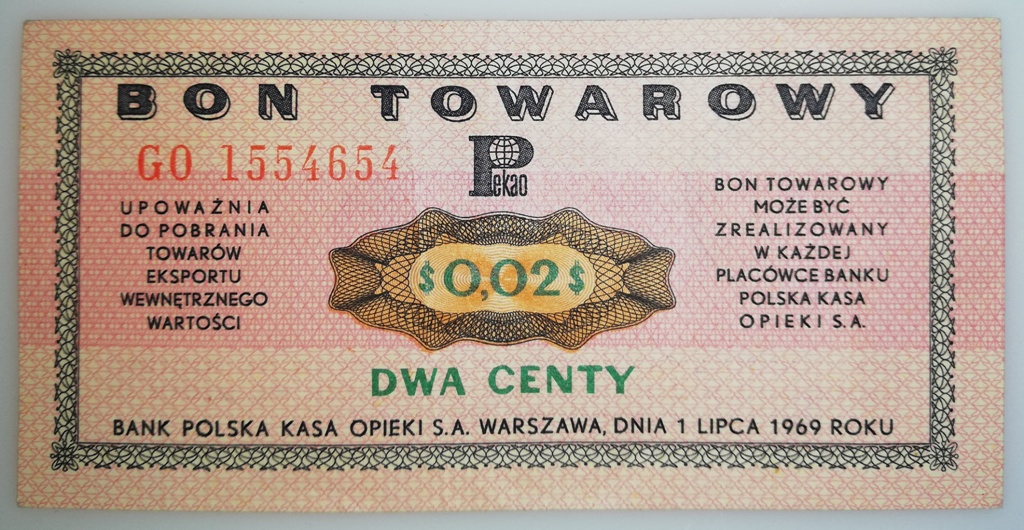 BON TOWAROWY
GO 1554654
Pekao
UPOWAŻNIA
DO POBRANIA
TOWARÓW
EKSPORTU
WEWNĘTRZNEGO
WARTOŚCI
$0,02$
BON TOWAROWY
MOŻE BYĆ
ZREALIZOWANY
W KAŻDEJ
PLACÓWCE BANKU
POLSKA KASA
OPIEKI S.A.
DWA CENTY
BANK POLSKA KASA OPIEKI S.A. WARSZAWA, DNIA 1 LIPCA 1969 ROKU